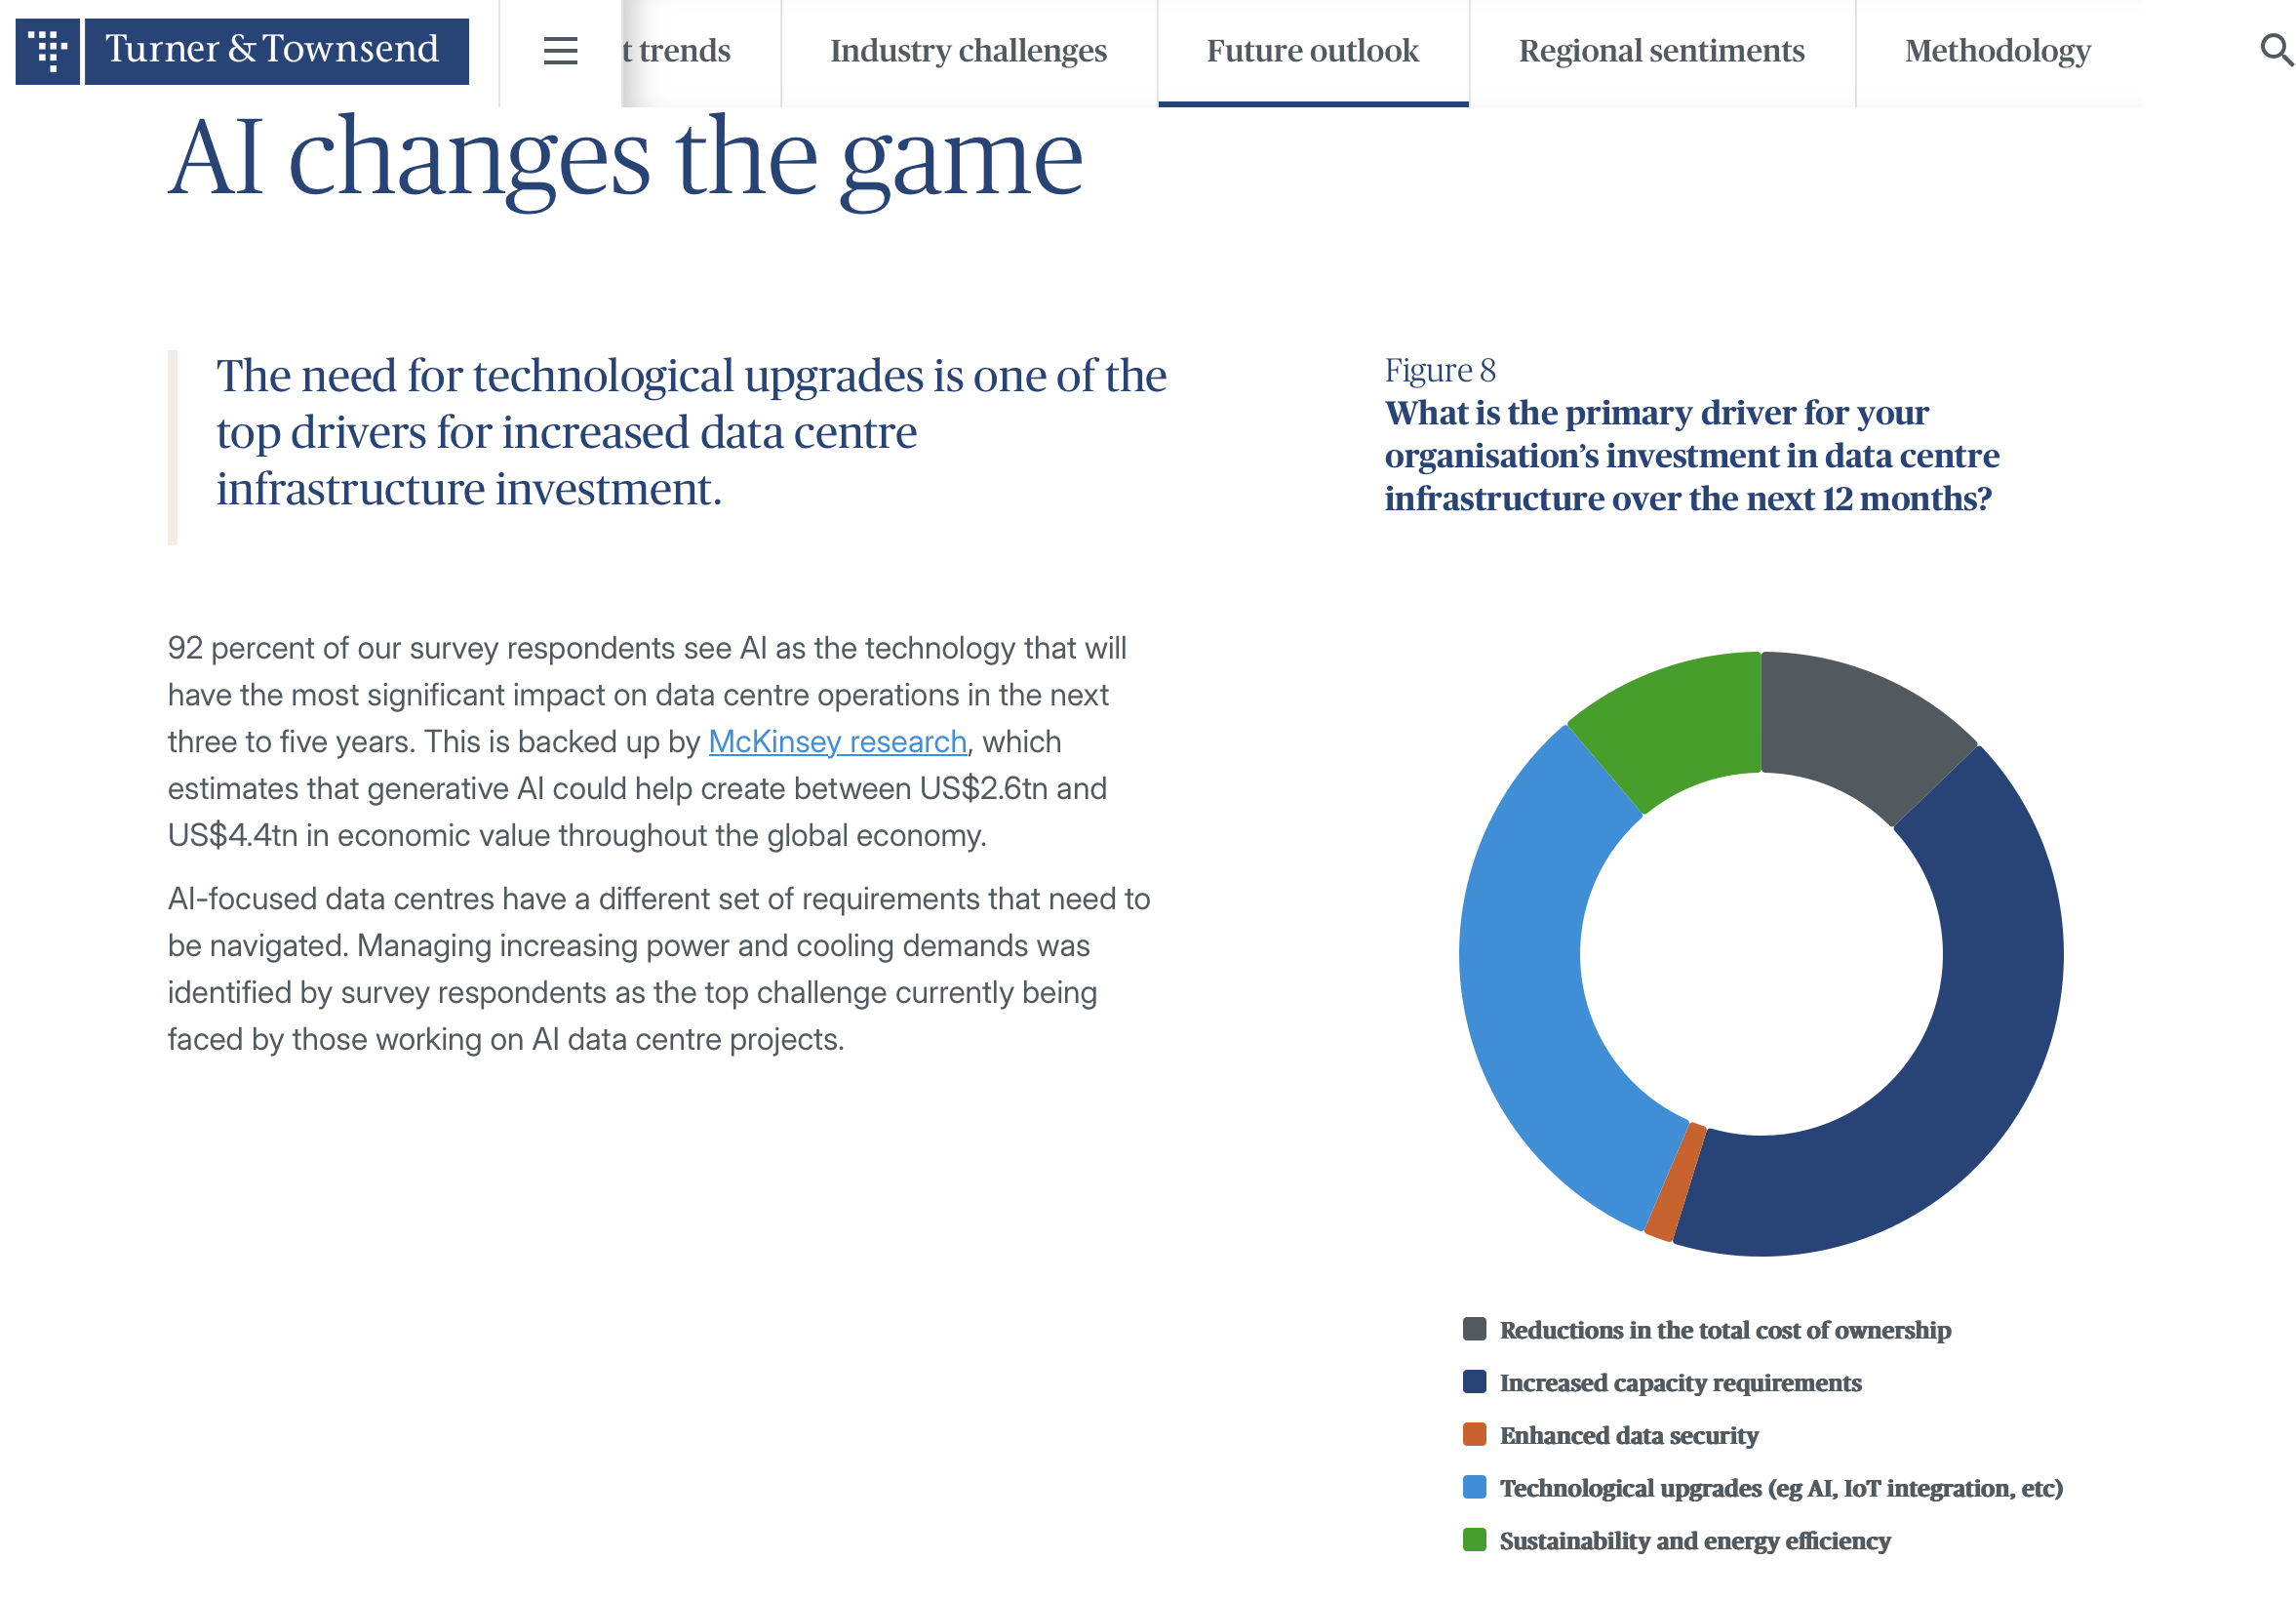 Turner & Townsend
t trends
Industry challenges
Future outlook
Regional sentiments
Methodology
AI changes the game
The need for technological upgrades is one of the
top drivers for increased data centre
infrastructure investment.
92 percent of our survey respondents see AI as the technology that will
have the most significant impact on data centre operations in the next
three to five years. This is backed up by McKinsey research, which
estimates that generative AI could help create between US$2.6tn and
US$4.4tn in economic value throughout the global economy.
AI-focused data centres have a different set of requirements that need to
be navigated. Managing increasing power and cooling demands was
identified by survey respondents as the top challenge currently being
faced by those working on AI data centre projects.
Figure 8
What is the primary driver for your
organisation’s investment in data centre
infrastructure over the next 12 months?
Reductions in the total cost of ownership
Increased capacity requirements
Enhanced data security
Technological upgrades (eg AI, IoT integration, etc)
Sustainability and energy efficiency